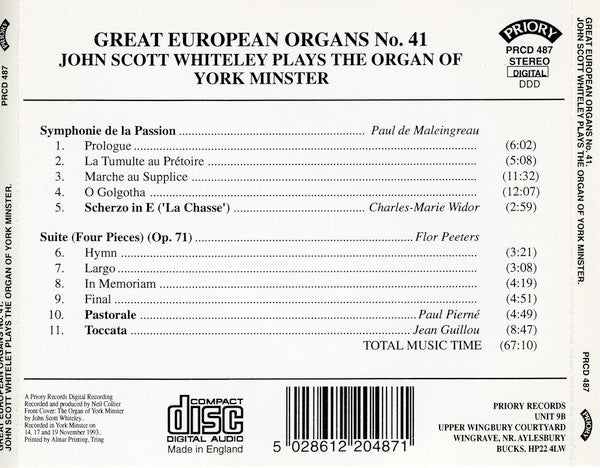 PRIORY
PRCD 487
GREAT EUROPEAN ORGANS No. 41.
JOHN SCOTT WHITELET PLAYS THE ORGAN OF YORK MINSTER.
GREAT EUROPEAN ORGANS No. 41
JOHN SCOTT WHITELEY PLAYS THE ORGAN OF
YORK MINSTER
PRIORY
PRCD 487
STEREO
DIGITAL
DDD
Symphonie de la Passion Paul de Maleingreau
1. Prologue (6:02)
2. La Tumulte au Prétoire (5:08)
3. Marche au Supplice (11:32)
4. O Golgotha (12:07)
5. Scherzo in E ('La Chasse') Charles-Marie Widor (2:59)
Suite (Four Pieces) (Op. 71) Flor Peeters
6. Hymn (3:21)
7. Largo (3:08)
8. In Memoriam (4:19)
9. Final (4:51)
10. Pastorale Paul Pierné (4:49)
11. Toccata Jean Guillou (8:47)
TOTAL MUSIC TIME (67:10)
A Priory Records Digital Recording
Recorded and produced by Neil Collier
Front Cover: The Organ of York Minster
by John Scott Whiteley.
Recorded in York Minster on
14, 17 and 19 November 1993.
Printed by Almar Printing, Tring
COMPACT
disc
DIGITAL AUDIO
Made in England
5 028612 204871
PRIORY RECORDS
UNIT 9B
UPPER WINGBURY COURTYARD
WINGRAVE, NR. AYLESBURY
BUCKS. HP22 4LW
GREAT EUROPEAN ORGANS No. 41.
JOHN SCOTT WHITELEY PLAYS THE ORGAN OF YORK MINSTER.
PRCD 487
PRIORY